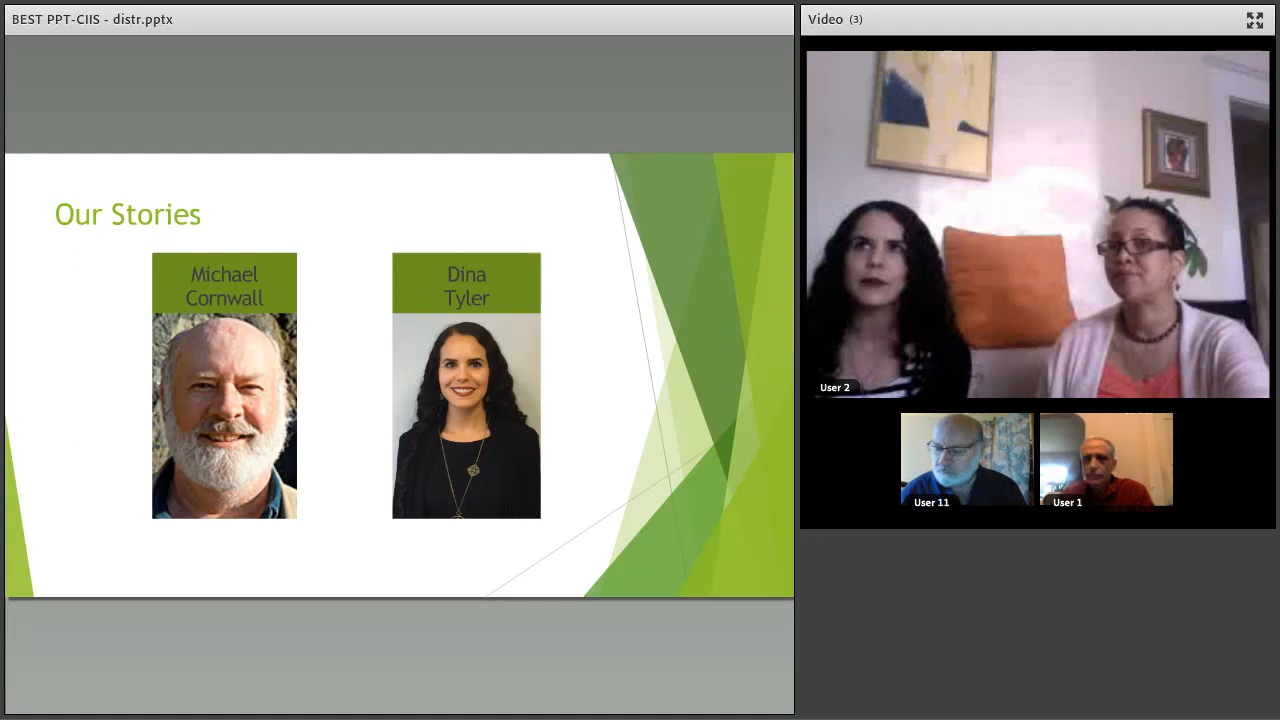 BEST PPT-CIIS - distr.pptx
Video (3)
Our Stories
Michael
Cornwall
Dina
Tyler
User 2
User 11
User 1